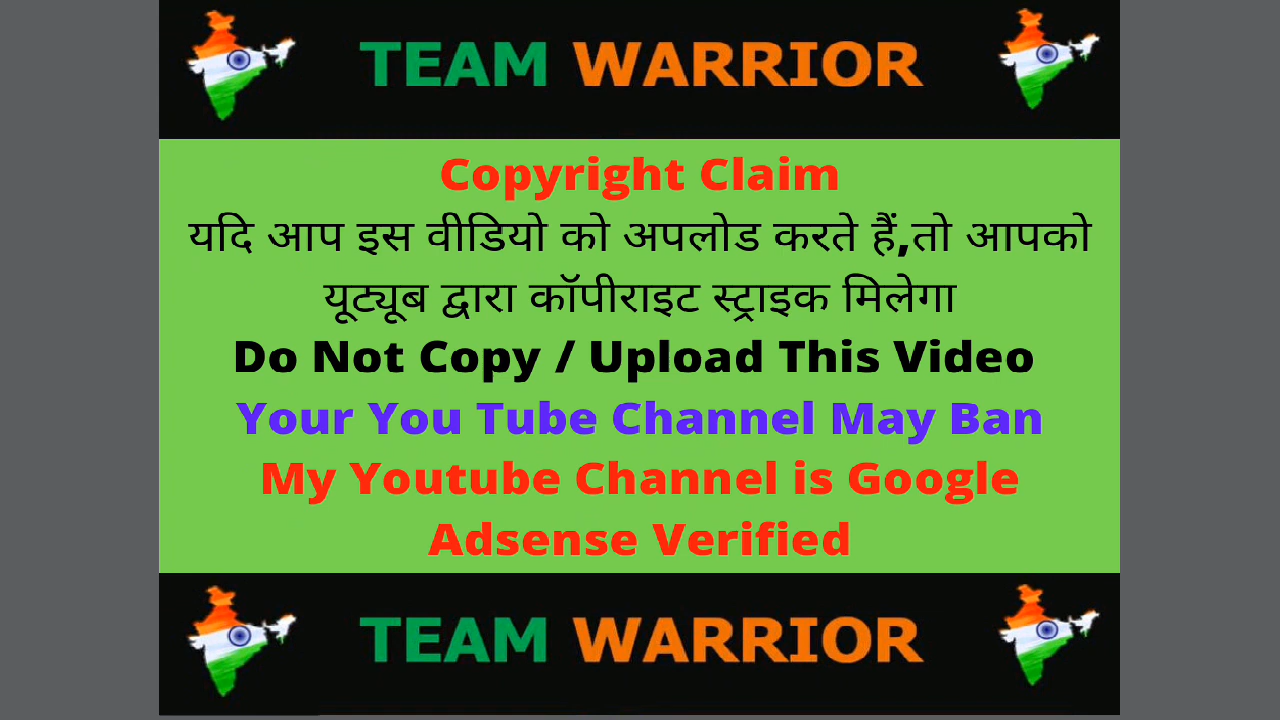 TEAM WARRIOR
Copyright Claim
यदि आप इस वीडियो को अपलोड करते हैं,तो आपको
यूट्यूब द्वारा कॉपीराइट स्ट्राइक मिलेगा
Do Not Copy / Upload This Video
Your You Tube Channel May Ban
My Youtube Channel is Google
Adsense Verified
TEAM WARRIOR